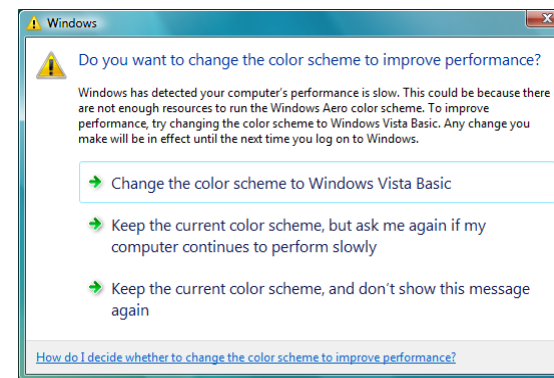 Windows
Do you want to change the color scheme to improve performance?
Windows has detected your computer's performance is slow. This could be because there
are not enough resources to run the Windows Aero color scheme. To improve
performance, try changing the color scheme to Windows Vista Basic. Any change you
make will be in effect until the next time you log on to Windows.
Change the color scheme to Windows Vista Basic
Keep the current color scheme, but ask me again if my
computer continues to perform slowly
Keep the current color scheme, and don't show this message
again
How do I decide whether to change the color scheme to improve performance?